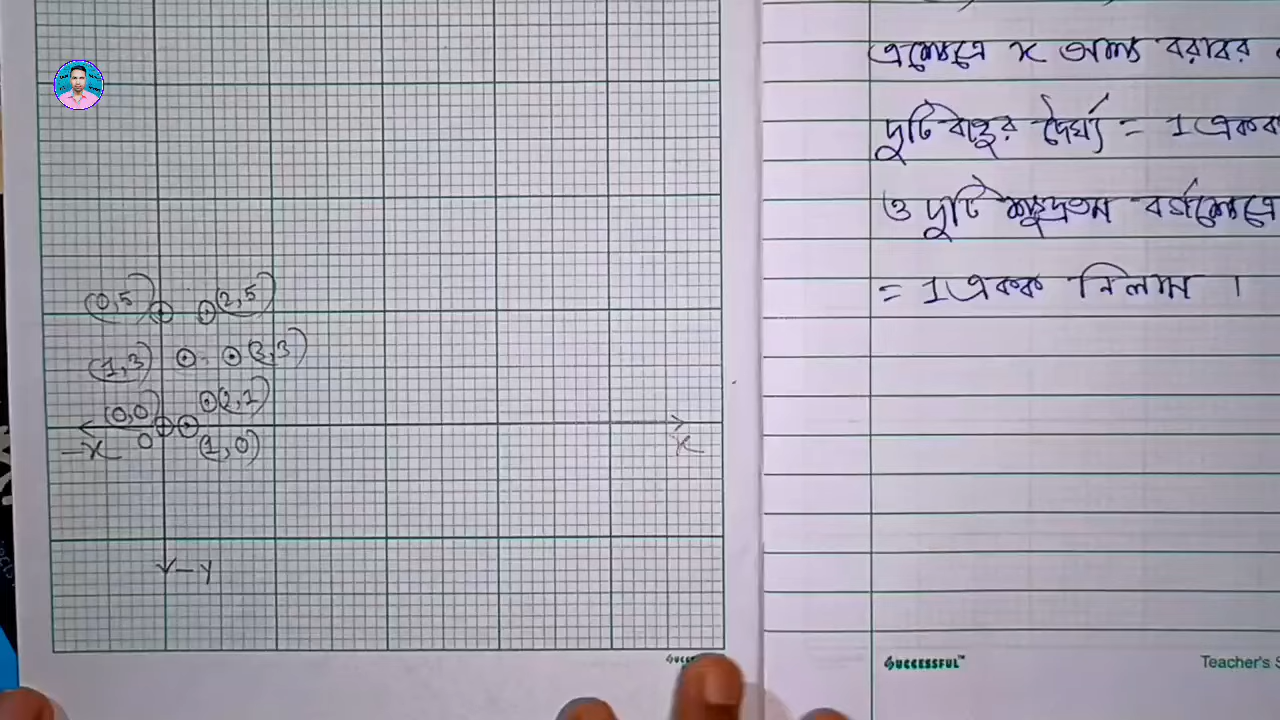 (0,5) (2,5)
(1,3) (3,3)
(0,0) (2,1)
-x 0 (1,0) x
-y
এক্ষেত্রে x অক্ষ বরাবর
দুটি বাহুর দৈর্ঘ্য = 1 একক
ও দুটি ক্ষুদ্রতম বর্গক্ষেত্রে
= 1 একক নিলাম ।
SUCCESSFUL™ Teacher's